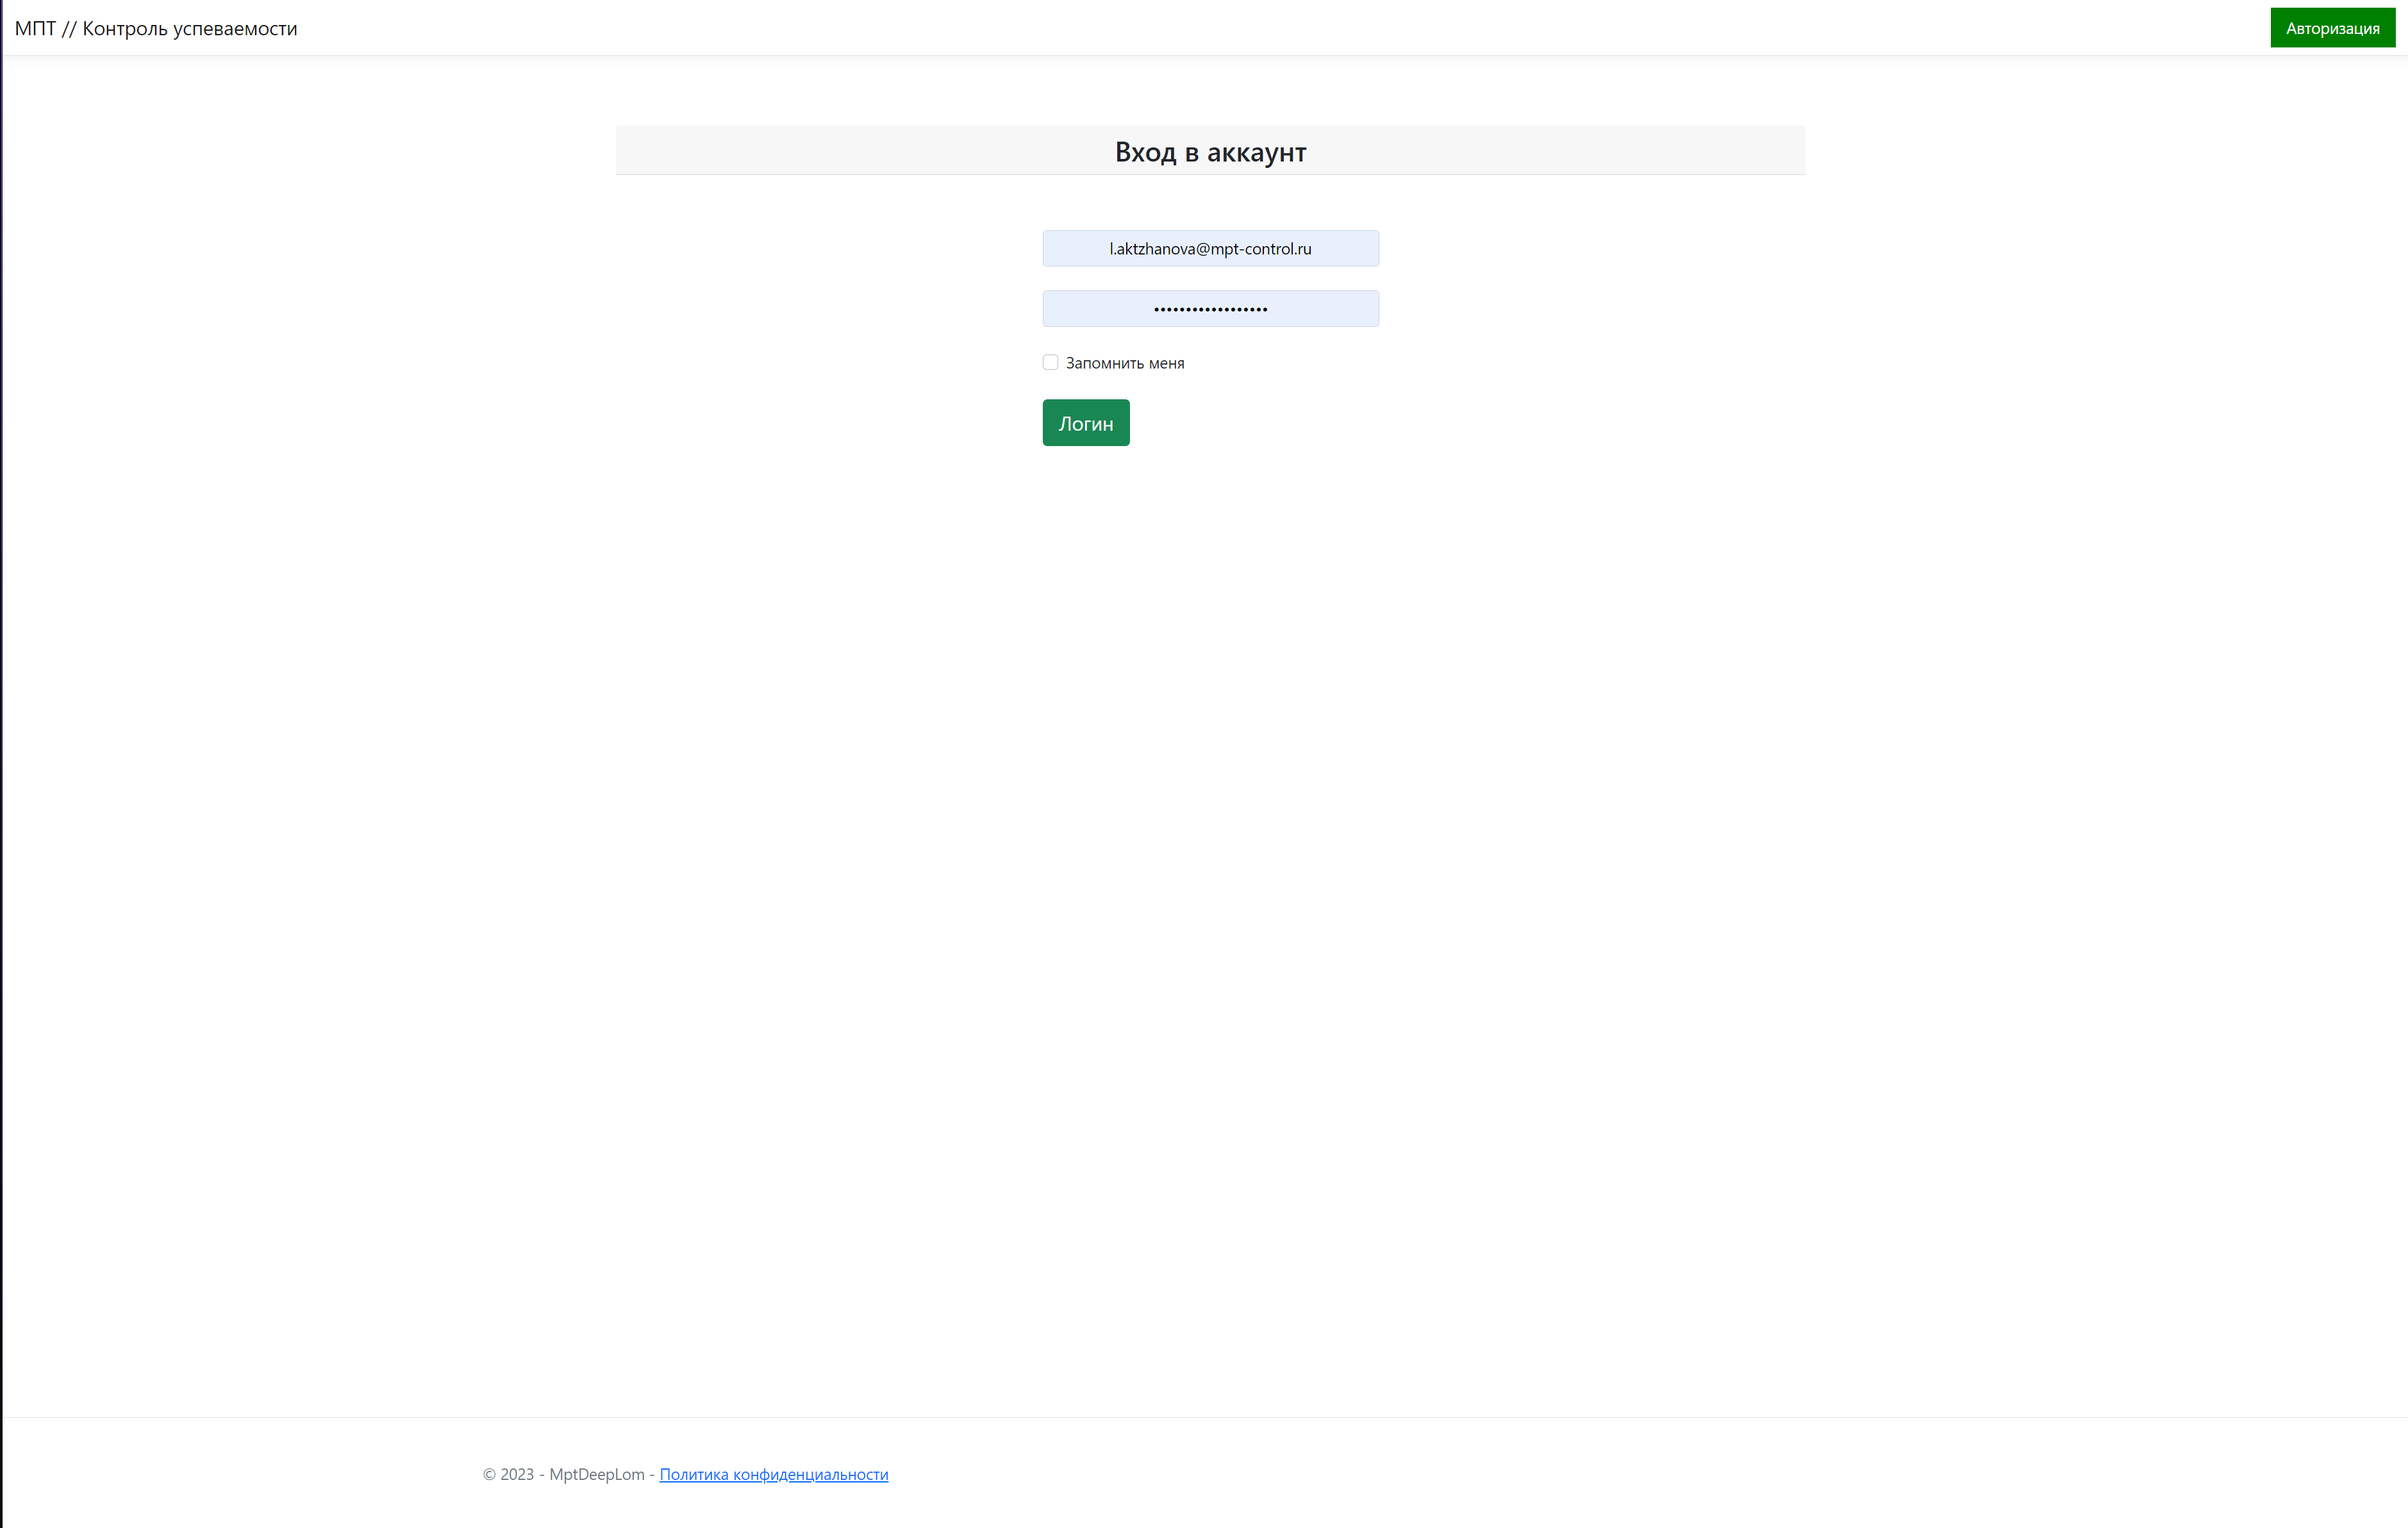 МПТ // Контроль успеваемости
Авторизация
Вход в аккаунт
l.aktzhanova@mpt-control.ru
••••••••••••••••••
Запомнить меня
Логин
© 2023 - MptDeepLom - Политика конфиденциальности